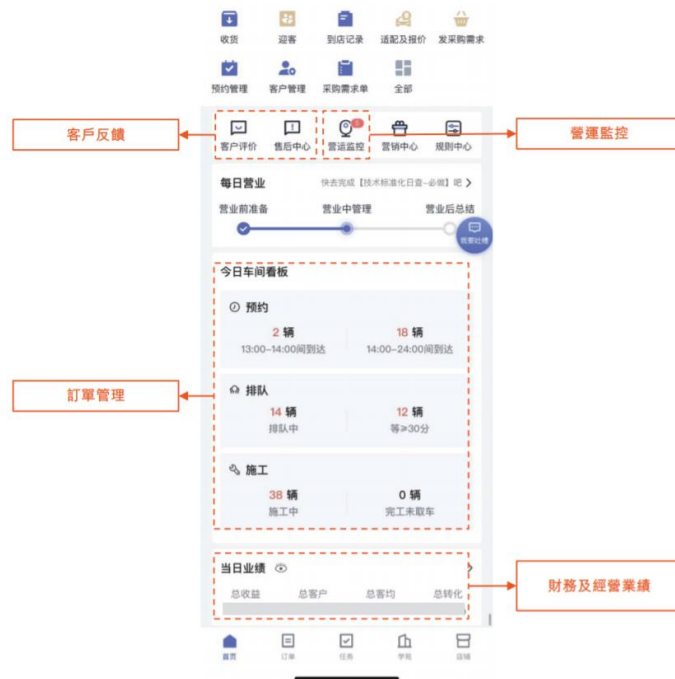 收货 迎客 到店记录 适配及报价 发采购需求
预约管理 客户管理 采购需求单 全部
客戶反饋
客户评价 售后中心 营运监控 营销中心 规则中心
營運監控
每日营业 快去完成【技术标准化日查-必做】吧
营业前准备 营业中管理 营业后总结
我要吐槽
今日车间看板
预约
2 辆 18 辆
13:00-14:00间到达 14:00-24:00间到达
訂單管理
排队
14 辆 12 辆
排队中 等≥30分
施工
38 辆 0 辆
施工中 完工未取车
当日业绩
总收益 总客户 总客均 总转化
財務及經營業績
首页 订单 任务 学苑 店铺